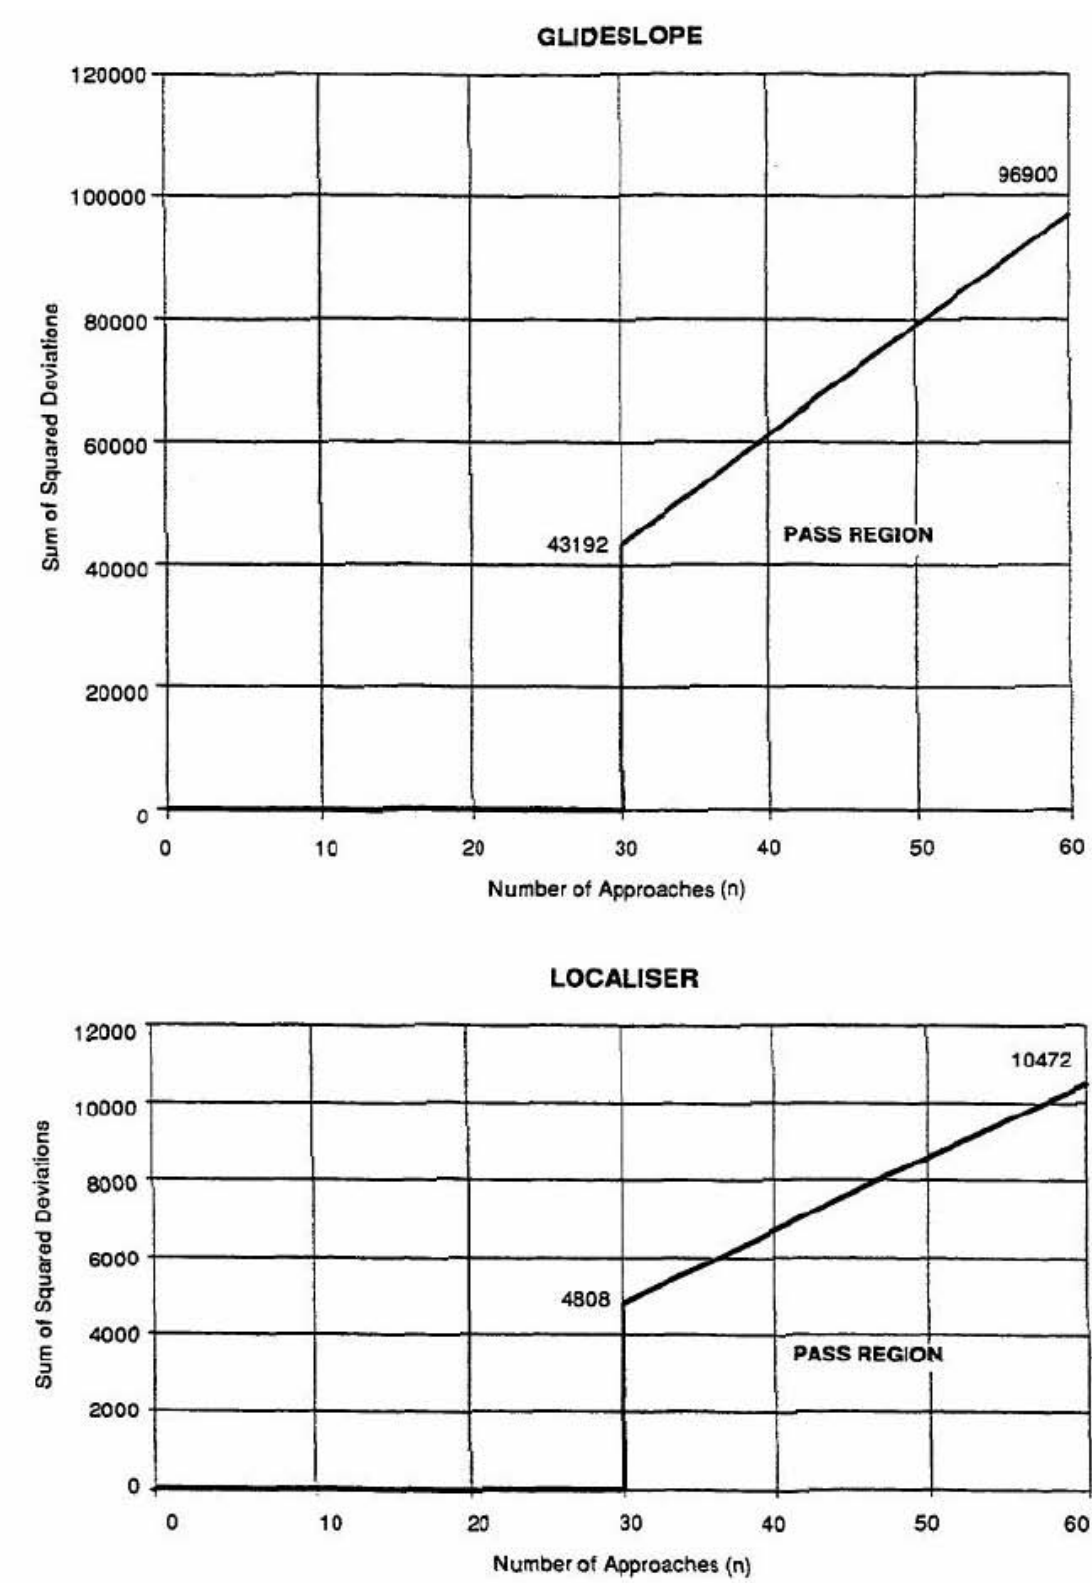 GLIDESLOPE
120000
100000
80000
60000
40000
20000
0
Sum of Squared Deviations
96900
43192
PASS REGION
0 10 20 30 40 50 60
Number of Approaches (n)
LOCALISER
12000
10000
8000
6000
4000
2000
0
Sum of Squared Deviations
10472
4808
PASS REGION
0 10 20 30 40 50 60
Number of Approaches (n)